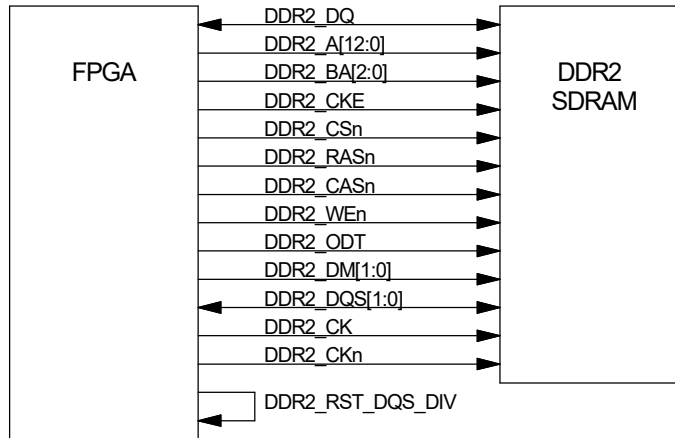 DDR2_DQ
DDR2_A[12:0]
FPGA
DDR2_BA[2:0]
DDR2
SDRAM
DDR2_CKE
DDR2_CSn
DDR2_RASn
DDR2_CASn
DDR2_WEn
DDR2_ODT
DDR2_DM[1:0]
DDR2_DQS[1:0]
DDR2_CK
DDR2_CKn
DDR2_RST_DQS_DIV